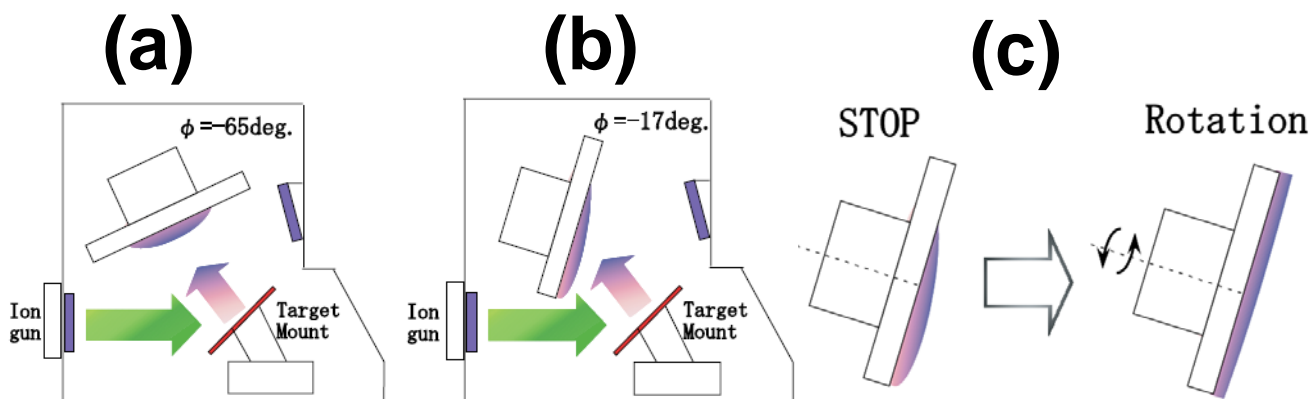 (a)
(b)
(c)
ϕ=-65deg.
Ion
gun
Target
Mount
ϕ=-17deg.
Ion
gun
Target
Mount
STOP
Rotation